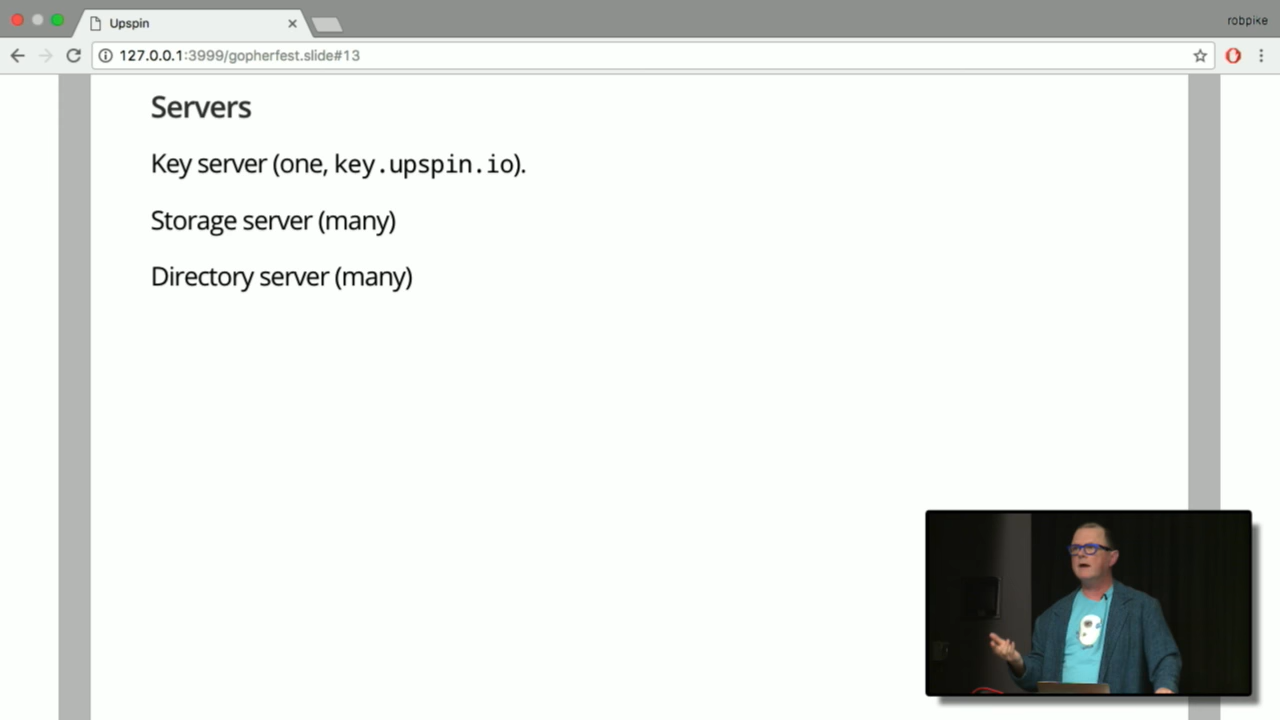 Upspin
robpike
127.0.0.1:3999/gopherfest.slide#13
Servers
Key server (one, key.upspin.io).
Storage server (many)
Directory server (many)